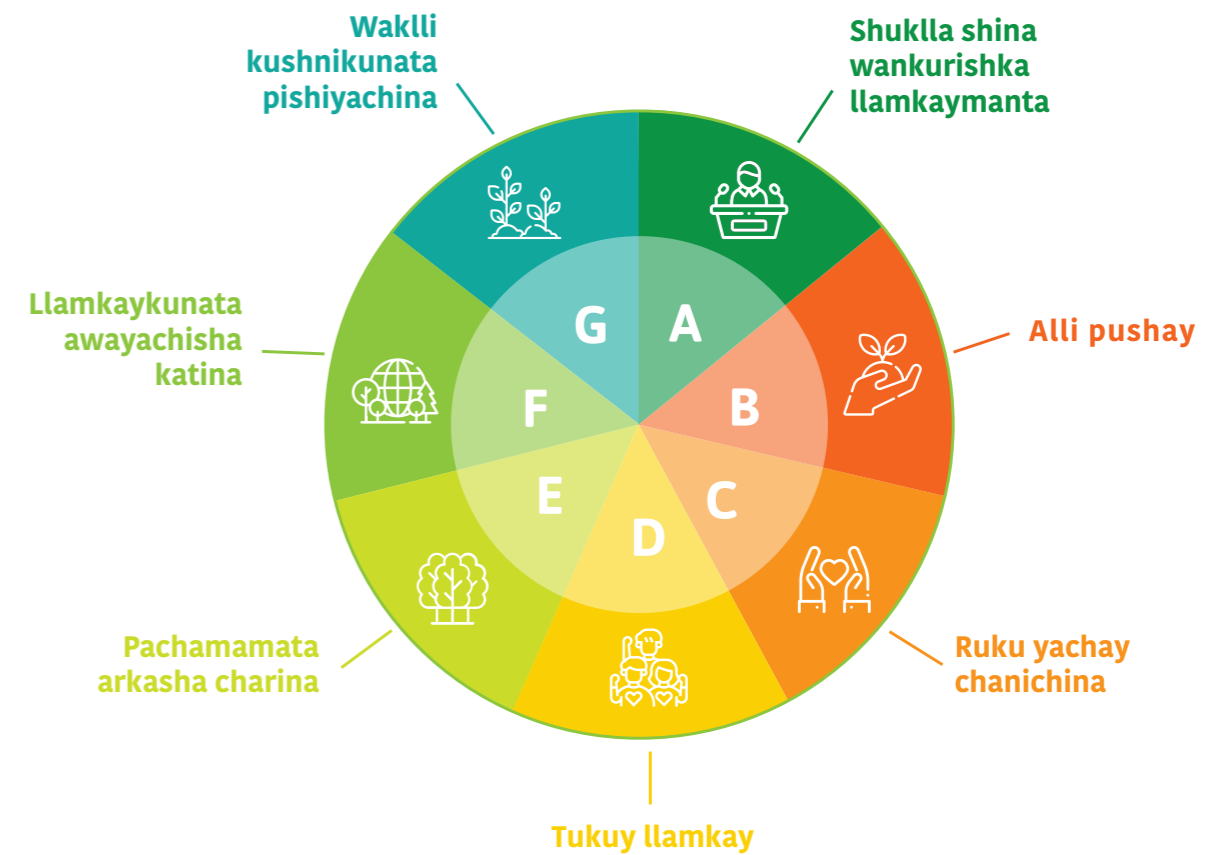 Waklli
kushnikunata
pishiyachina
Shuklla shina
wankurishka
llamkaymanta
Llamkaykunata
awayachisha
katina
Alli pushay
G
A
F
B
E
C
D
Pachamamata
arkasha charina
Ruku yachay
chanichina
Tukuy llamkay